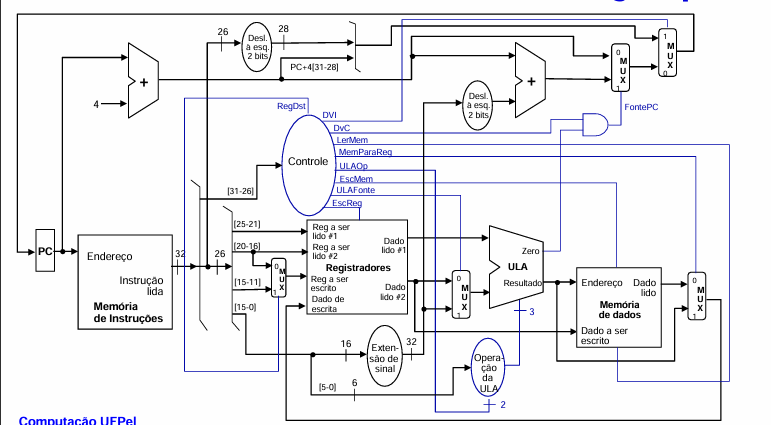 26
Desl.
à esq.
2 bits
28
PC+4[31-28]
+
4
RegDst
DVI
DvC
LerMem
MemParaReg
ULAOp
EscMem
ULAFonte
EscReg
Controle
+
Desl.
à esq.
2 bits
0
M
U
X
1
1
M
U
X
0
FontePC
[31-26]
[25-21]
[20-16]
[15-11]
[15-0]
PC
Endereço
Instrução
lida
Memória
de Instruções
32
26
0
M
U
X
1
Reg a ser
lido #1
Reg a ser
lido #2
Registradores
Reg a ser
escrito
Dado de
escrita
Dado
lido #1
Dado
lido #2
0
M
U
X
1
Zero
ULA
Resultado
3
Endereço
Dado
lido
Memória
de dados
Dado a ser
escrito
0
M
U
X
1
16
Exten-
são de
sinal
32
[5-0]
6
Opera-
ção
da
ULA
2
Computação UFPel